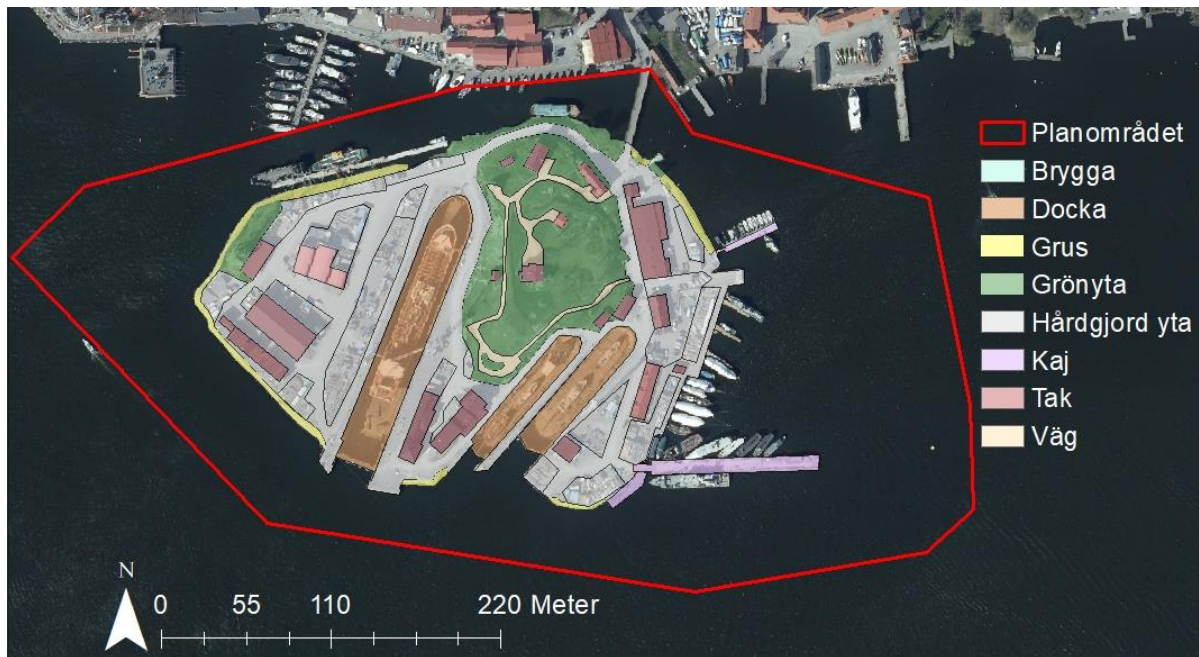 Planområdet
Brygga
Docka
Grus
Grönyta
Hårdgjord yta
Kaj
Tak
Väg
N
0 55 110 220 Meter